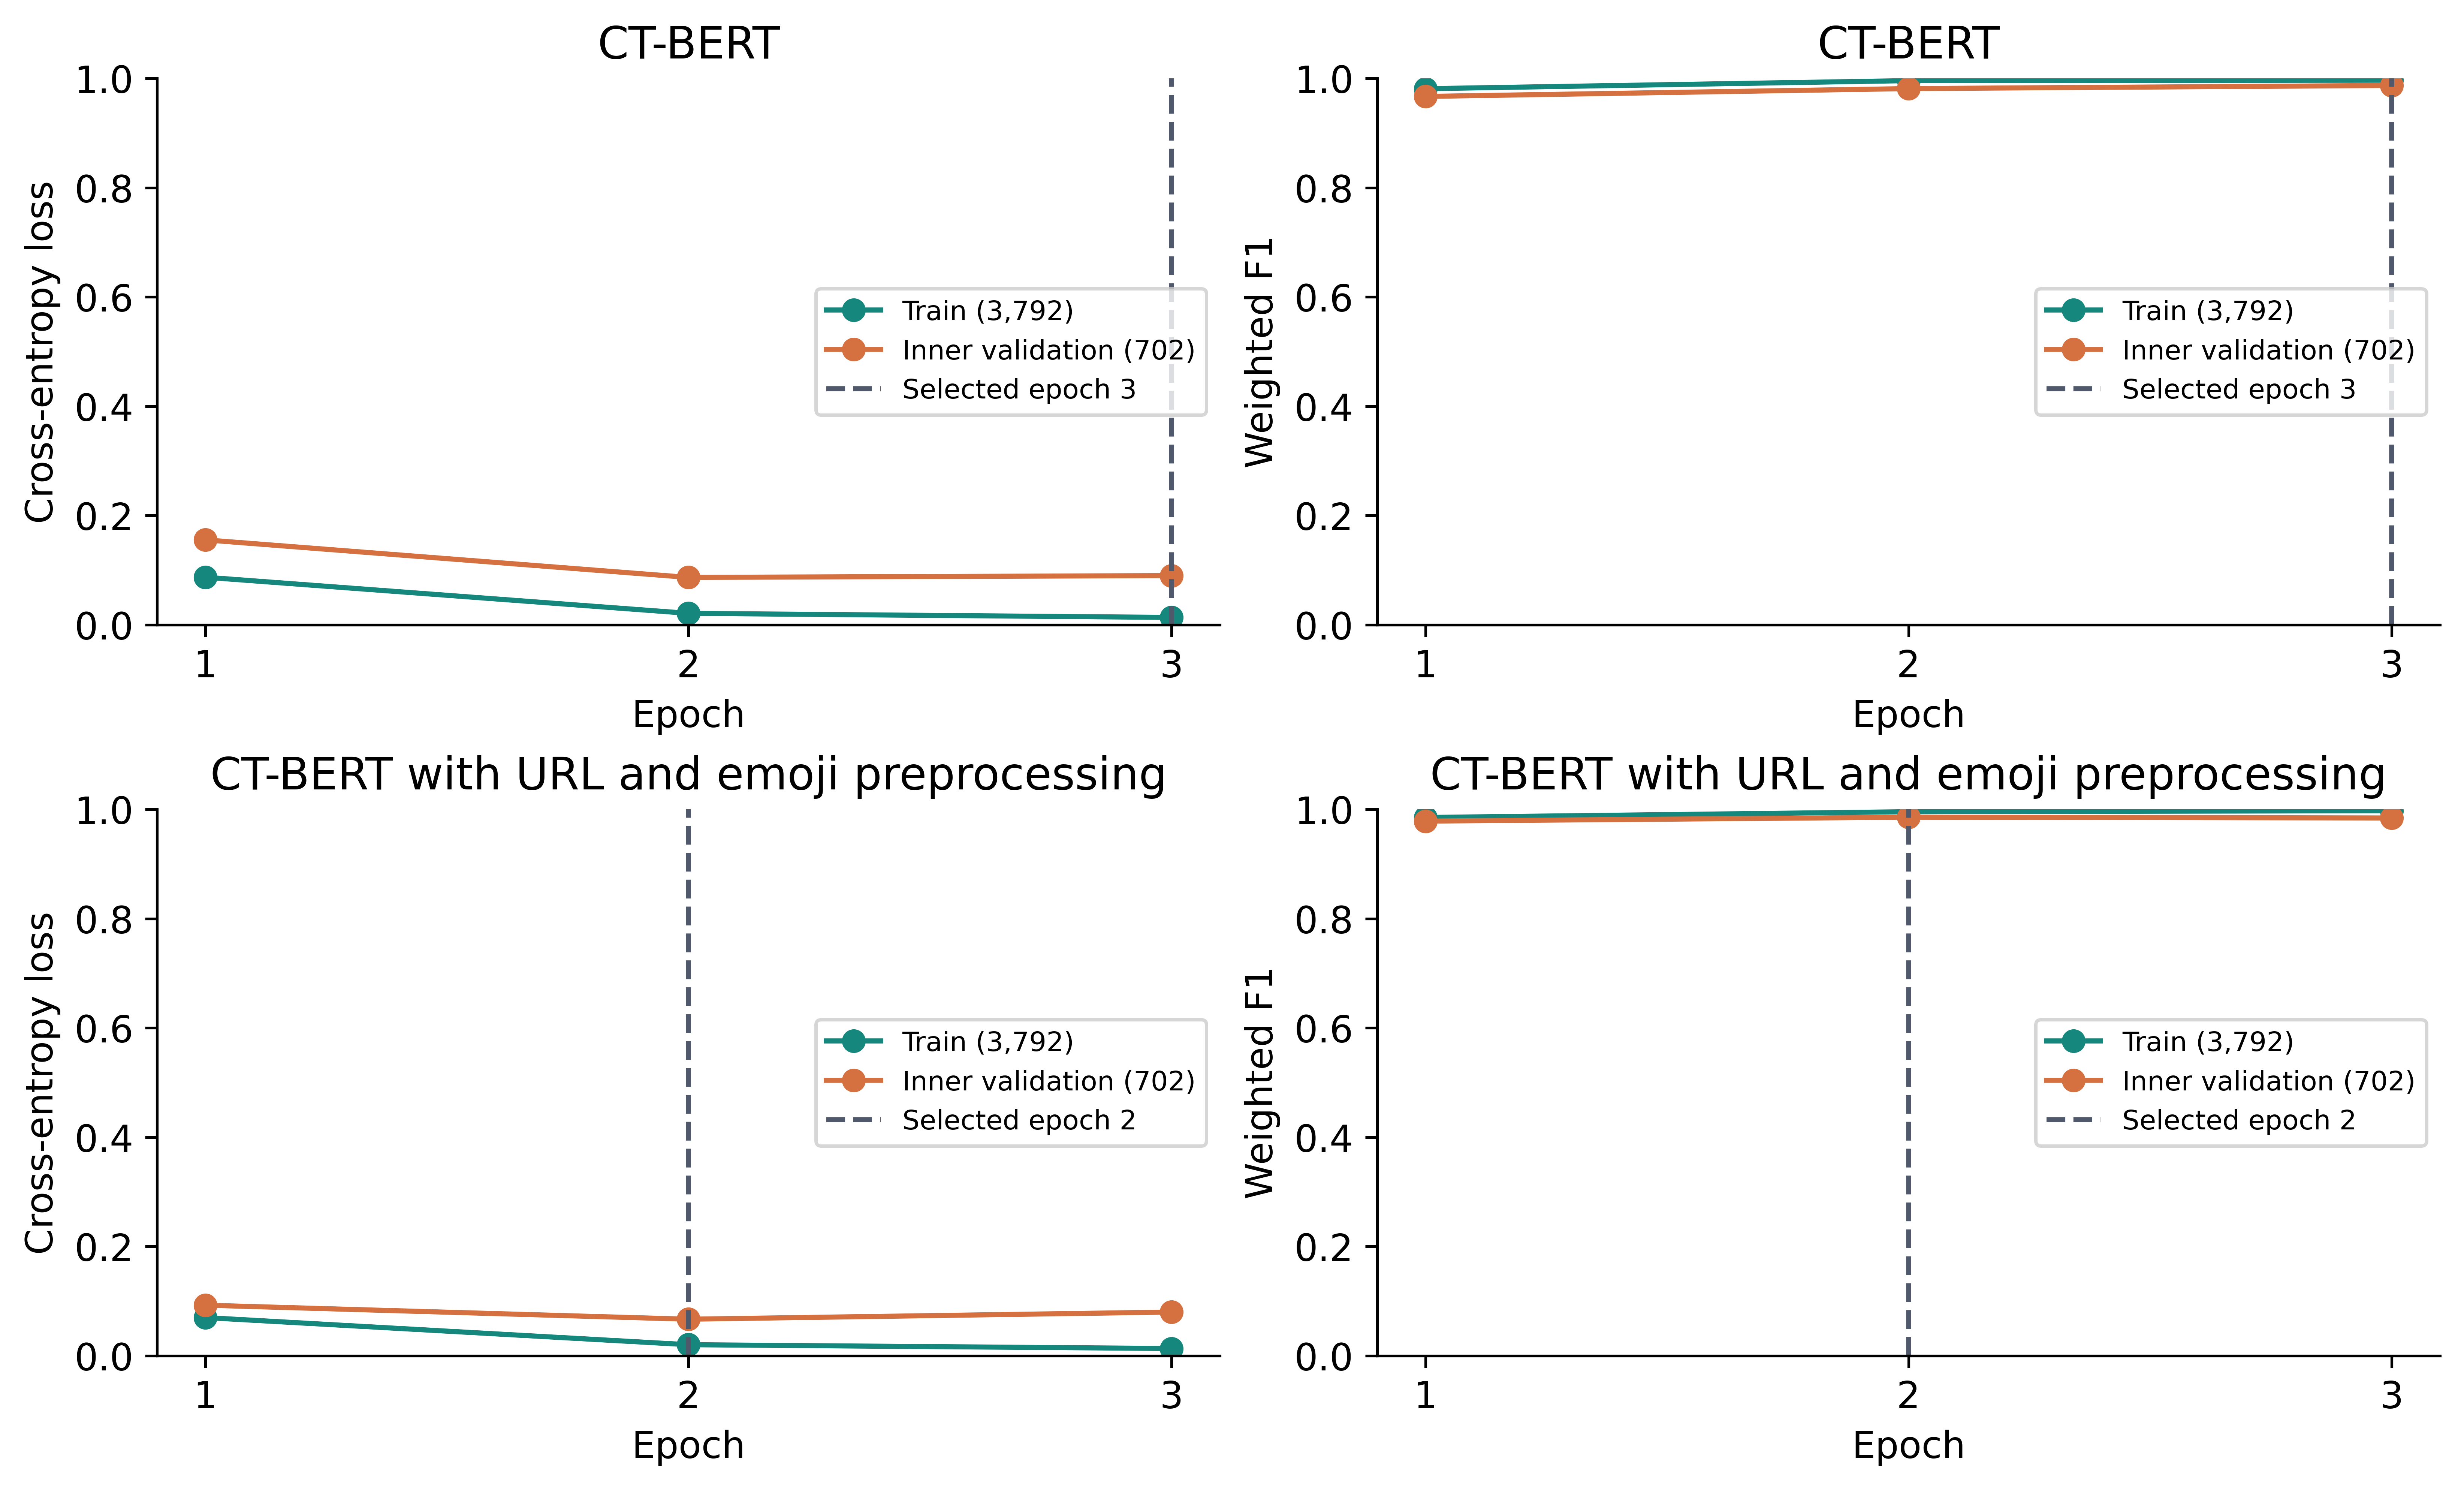 CT-BERT
1.0
0.8
0.6
0.4
0.2
0.0
Cross-entropy loss
Train (3,792)
Inner validation (702)
Selected epoch 3
1 2 3
Epoch
CT-BERT
1.0
0.8
0.6
0.4
0.2
0.0
Weighted F1
Train (3,792)
Inner validation (702)
Selected epoch 3
1 2 3
Epoch
CT-BERT with URL and emoji preprocessing
1.0
0.8
0.6
0.4
0.2
0.0
Cross-entropy loss
Train (3,792)
Inner validation (702)
Selected epoch 2
1 2 3
Epoch
CT-BERT with URL and emoji preprocessing
1.0
0.8
0.6
0.4
0.2
0.0
Weighted F1
Train (3,792)
Inner validation (702)
Selected epoch 2
1 2 3
Epoch